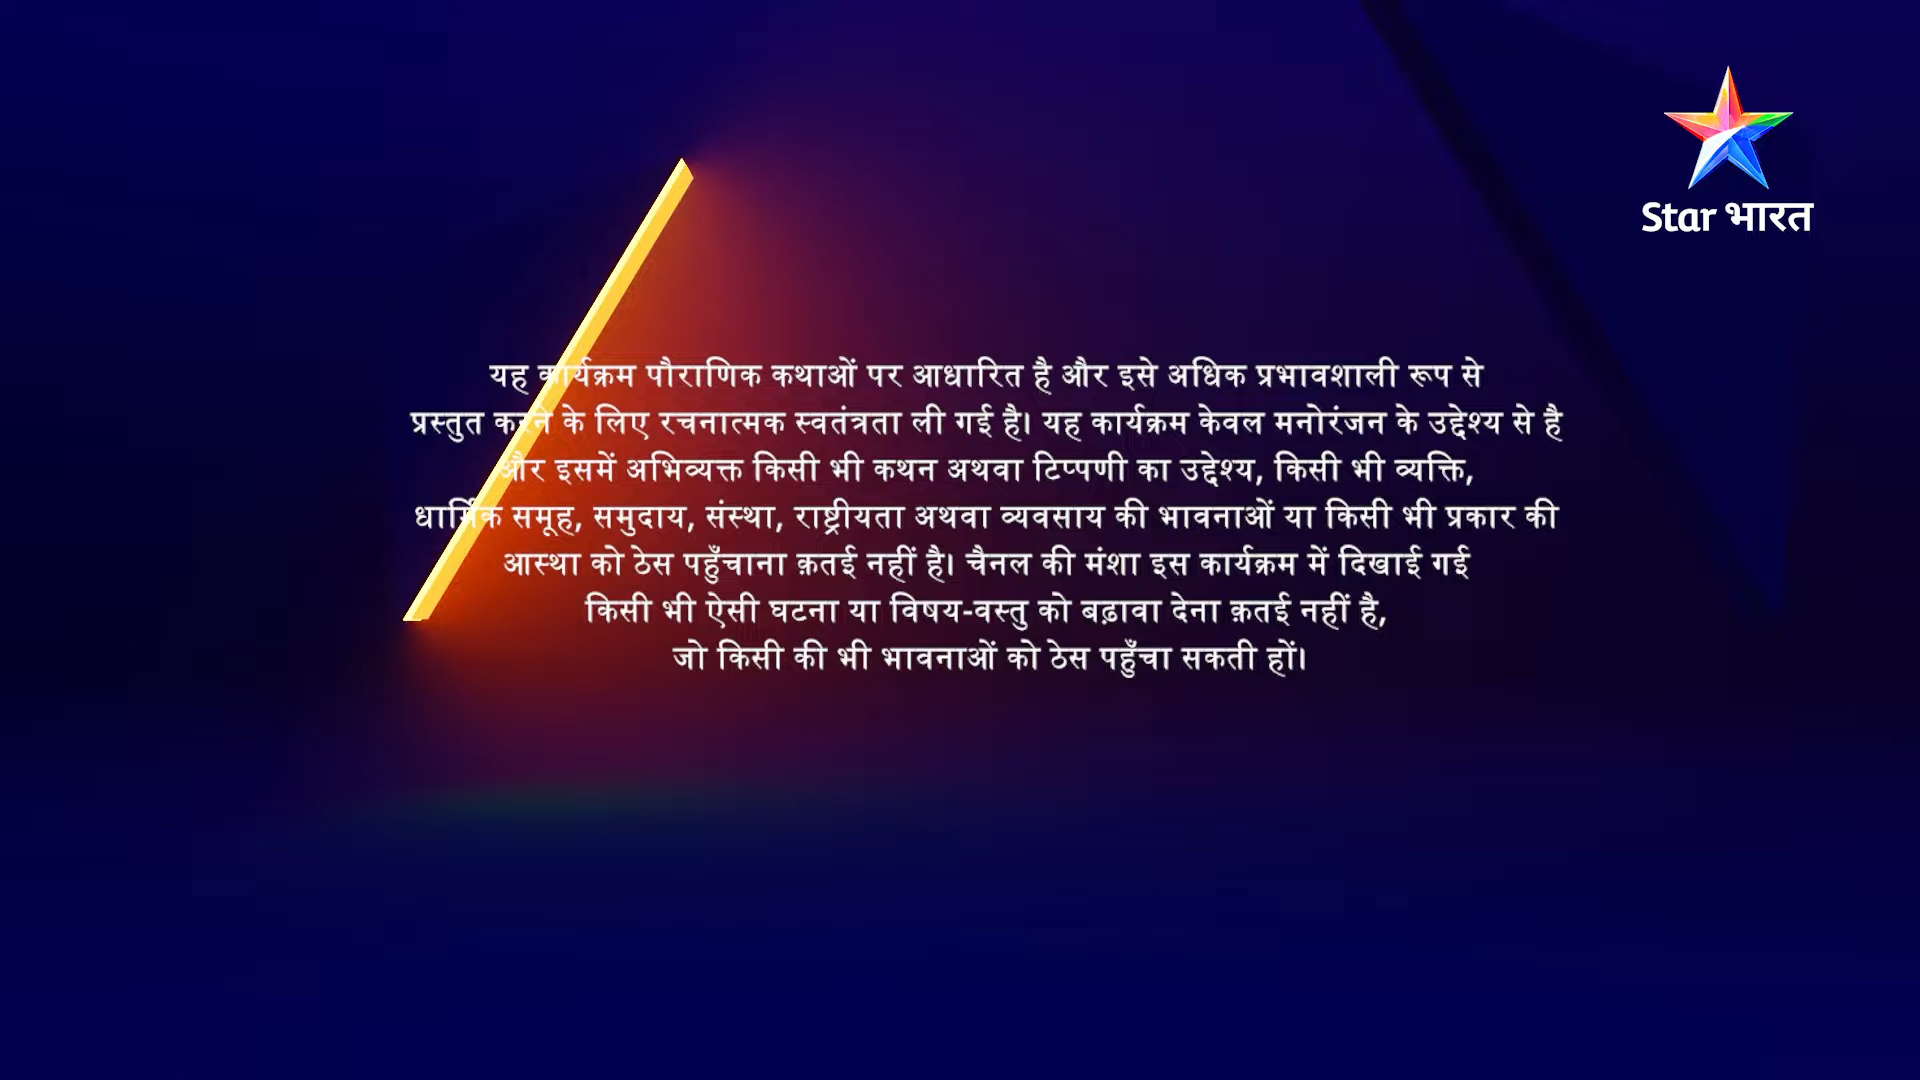 Star भारत
यह कार्यक्रम पौराणिक कथाओं पर आधारित है और इसे अधिक प्रभावशाली रूप से
प्रस्तुत करने के लिए रचनात्मक स्वतंत्रता ली गई है। यह कार्यक्रम केवल मनोरंजन के उद्देश्य से है
और इसमें अभिव्यक्त किसी भी कथन अथवा टिप्पणी का उद्देश्य, किसी भी व्यक्ति,
धार्मिक समूह, समुदाय, संस्था, राष्ट्रीयता अथवा व्यवसाय की भावनाओं या किसी भी प्रकार की
आस्था को ठेस पहुँचाना क़तई नहीं है। चैनल की मंशा इस कार्यक्रम में दिखाई गई
किसी भी ऐसी घटना या विषय-वस्तु को बढ़ावा देना क़तई नहीं है,
जो किसी की भी भावनाओं को ठेस पहुँचा सकती हों।